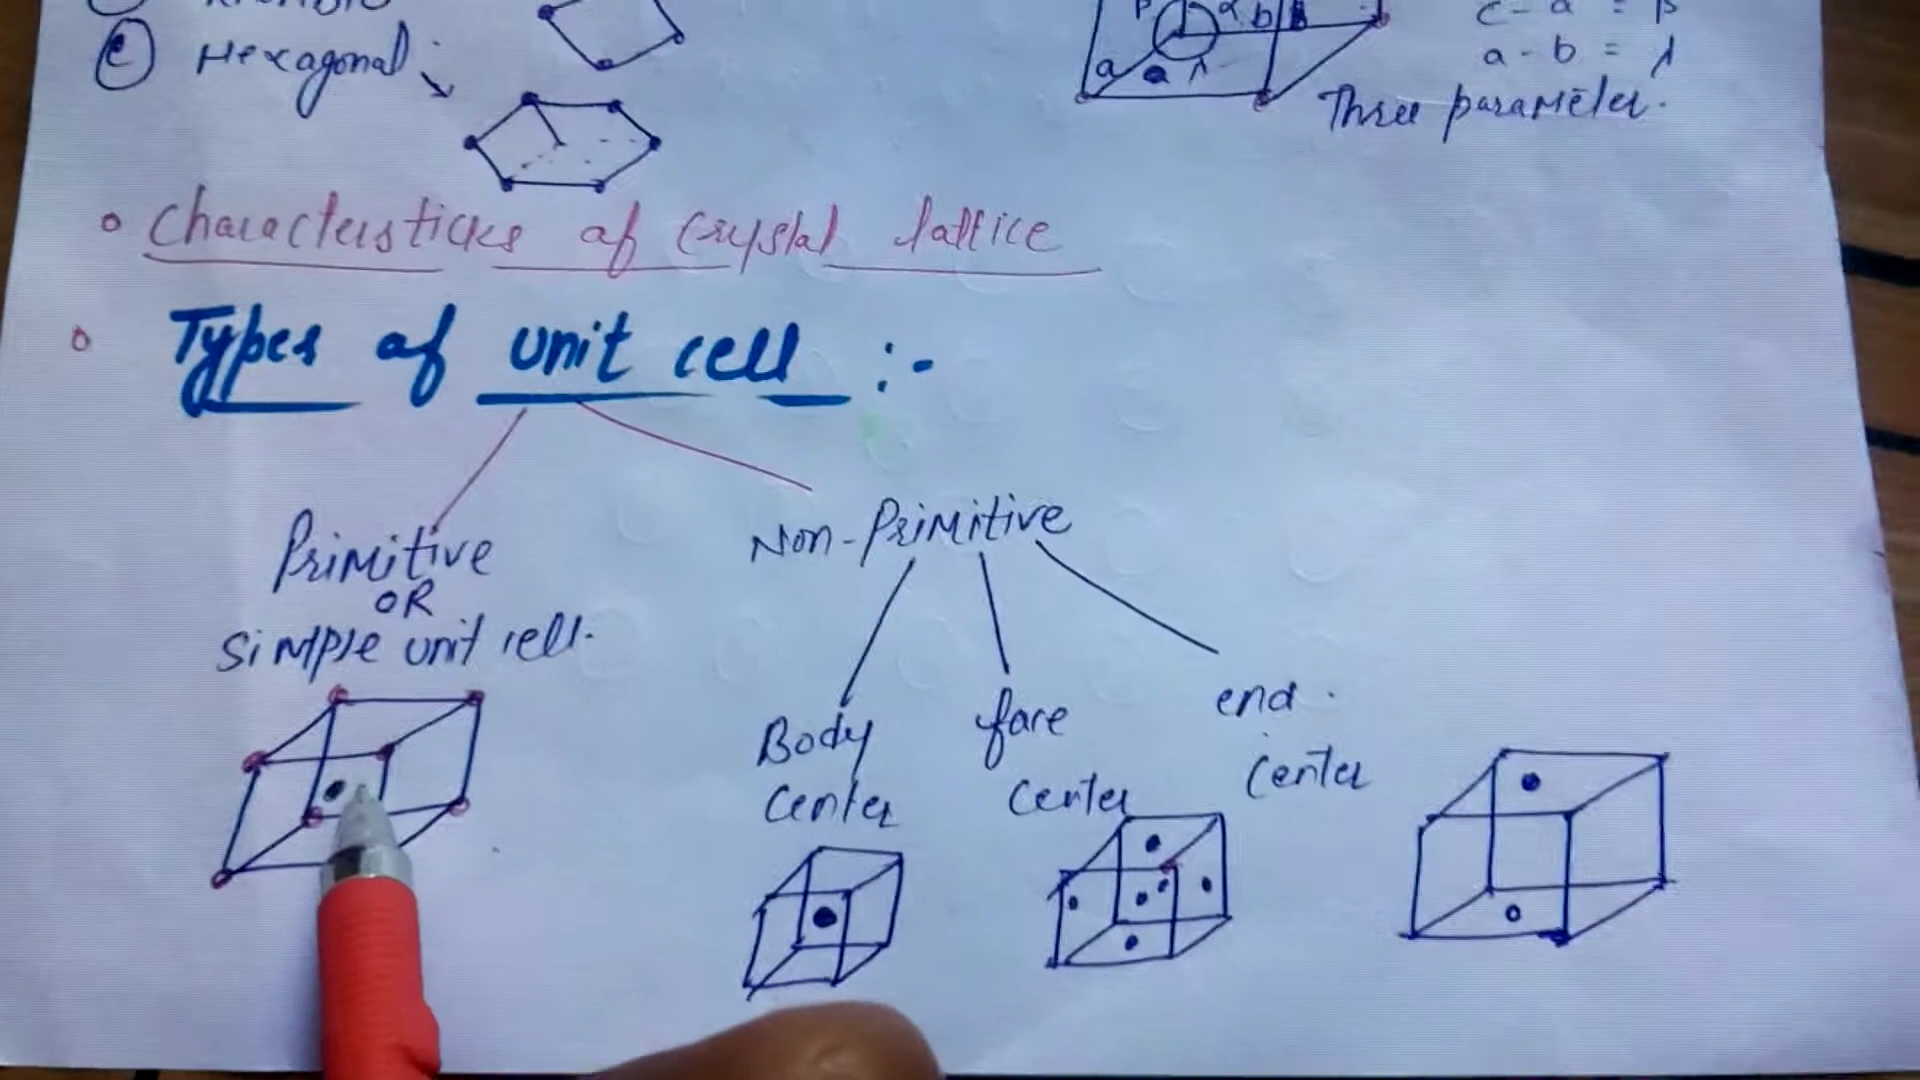 c - a = β
e Hexagonal
a - b = λ
a b
Three parameter.
Characteristicks of Crystal lattice
Types of unit cell :-
Primitive
OR
Simple unit cell.
Non-Primitive
Body
Center
face
Center
end
center